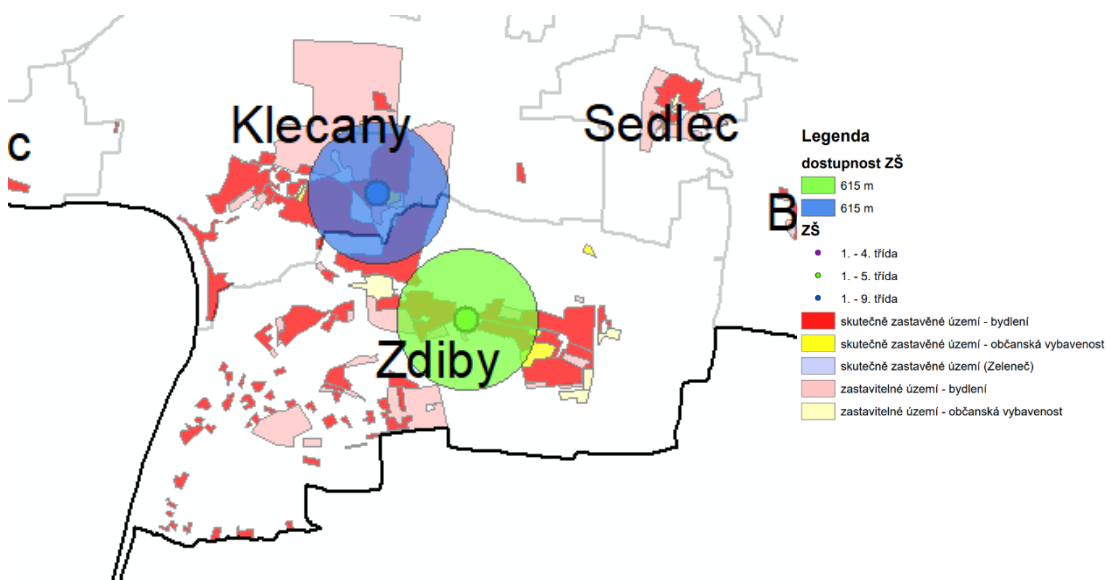 Klecany
Sedlec
c
B
Zdiby
Legenda
dostupnost ZŠ
615 m
615 m
ZŠ
1. - 4. třída
1. - 5. třída
1. - 9. třída
skutečně zastavěné území - bydlení
skutečně zastavěné území - občanská vybavenost
skutečně zastavěné území (Zeleneč)
zastavitelné území - bydlení
zastavitelné území - občanská vybavenost